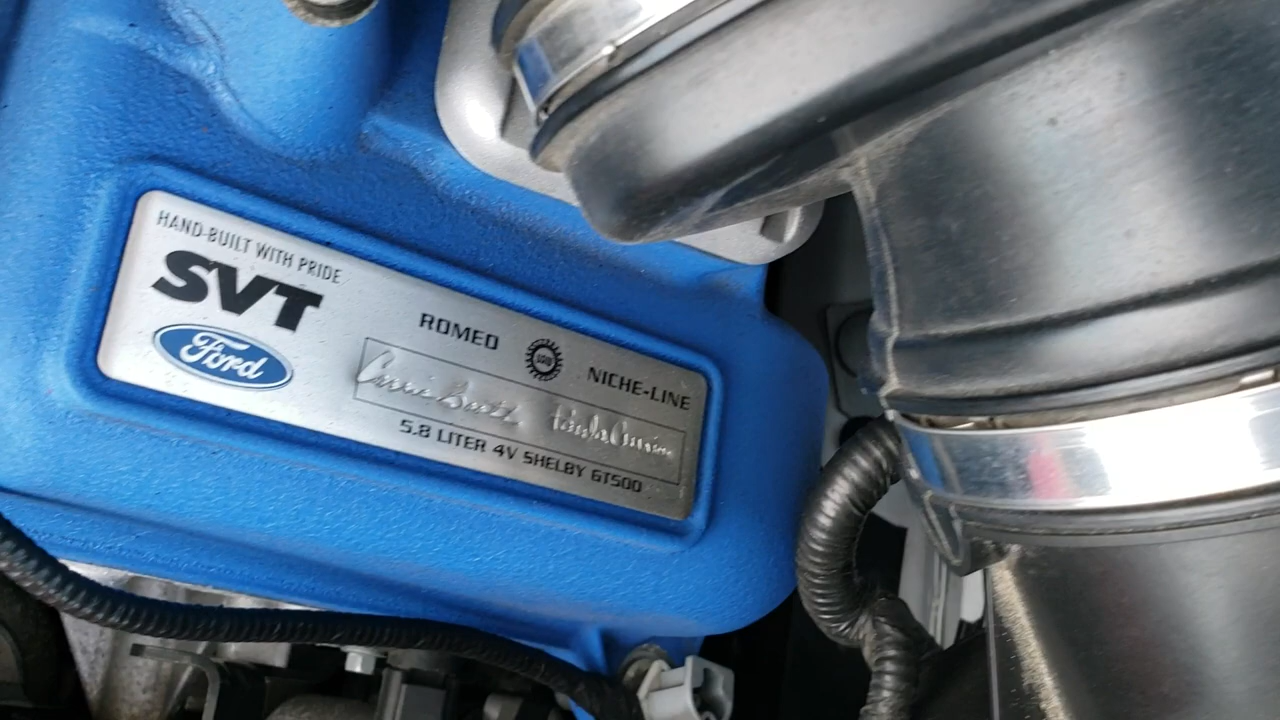 HAND-BUILT WITH PRIDE
SVT
Ford
ROMEO NICHE-LINE
5.8 LITER 4V SHELBY GT500